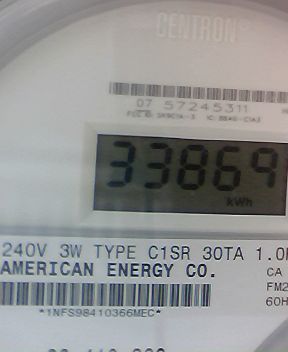 CENTRON®
07 57245311
33869
kWh
240V 3W TYPE C1SR 30TA 1.0
AMERICAN ENERGY CO.
CA
FM2
60H
*1NFS98410366MEC*